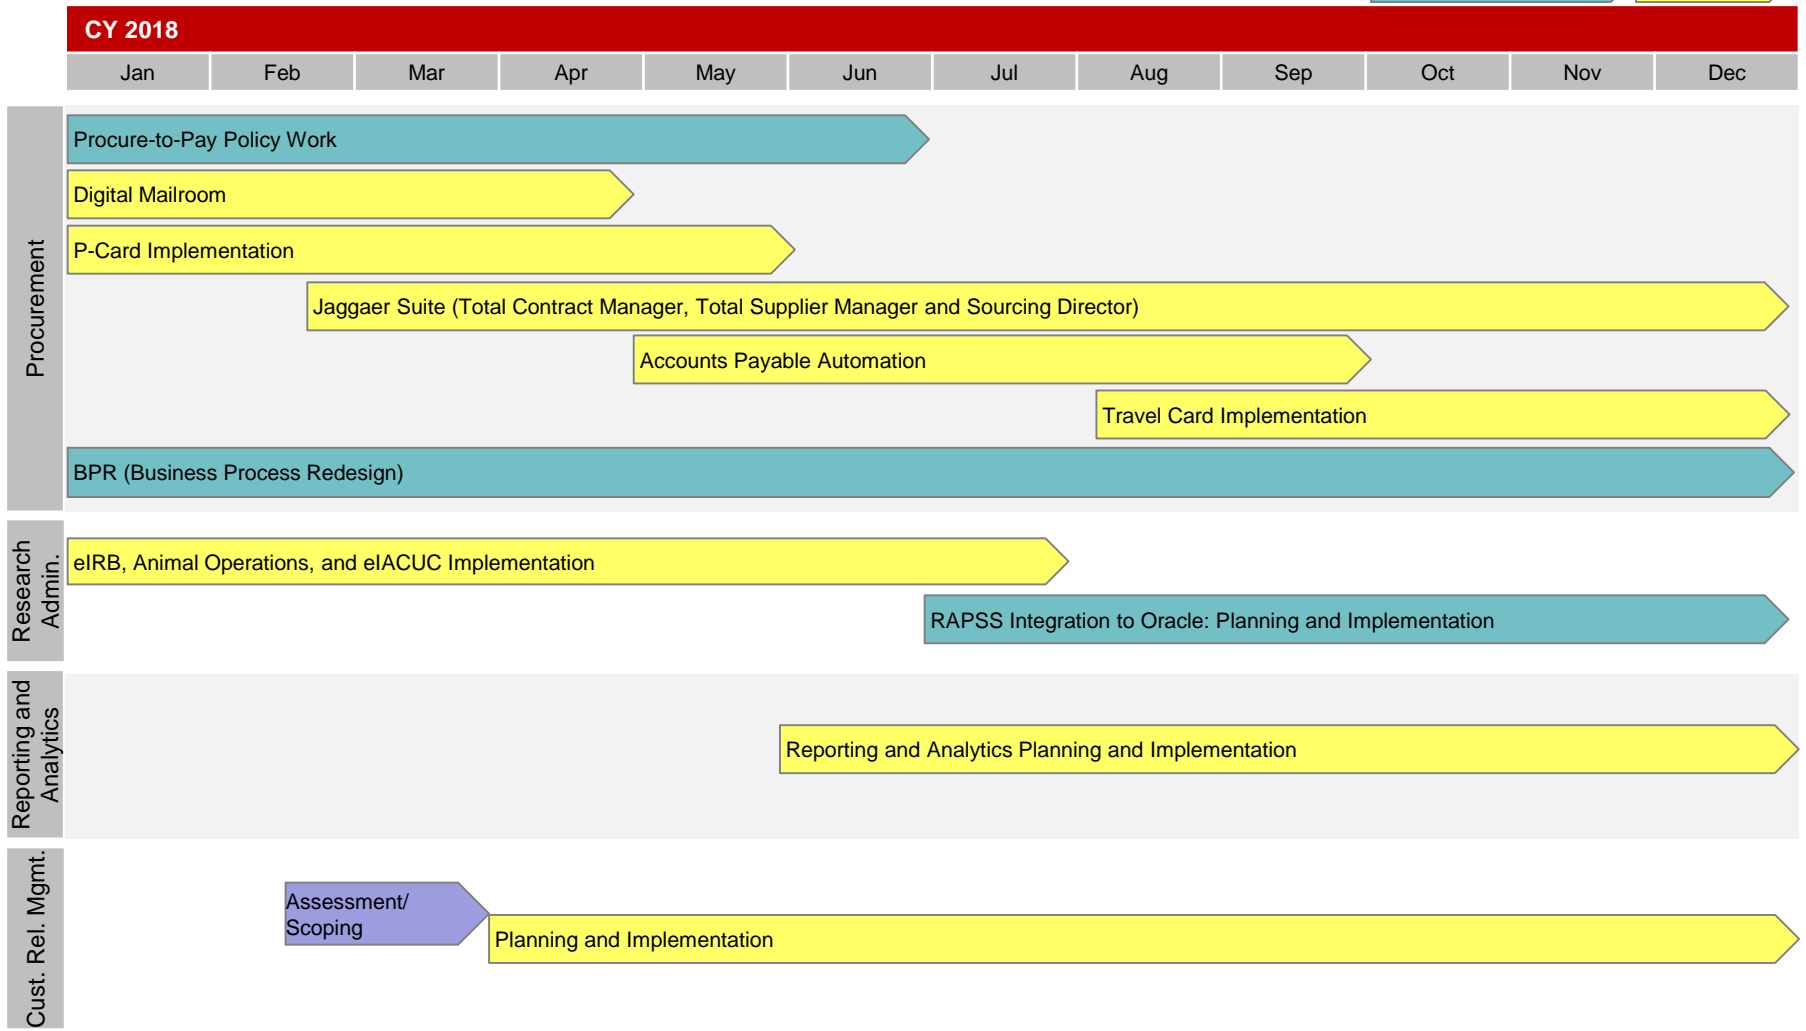 CY 2018
Jan Feb Mar Apr May Jun Jul Aug Sep Oct Nov Dec
Procurement
Procure-to-Pay Policy Work
Digital Mailroom
P-Card Implementation
Jaggaer Suite (Total Contract Manager, Total Supplier Manager and Sourcing Director)
Accounts Payable Automation
Travel Card Implementation
BPR (Business Process Redesign)
Research
Admin.
eIRB, Animal Operations, and eIACUC Implementation
RAPSS Integration to Oracle: Planning and Implementation
Reporting and
Analytics
Reporting and Analytics Planning and Implementation
Cust. Rel. Mgmt.
Assessment/
Scoping
Planning and Implementation